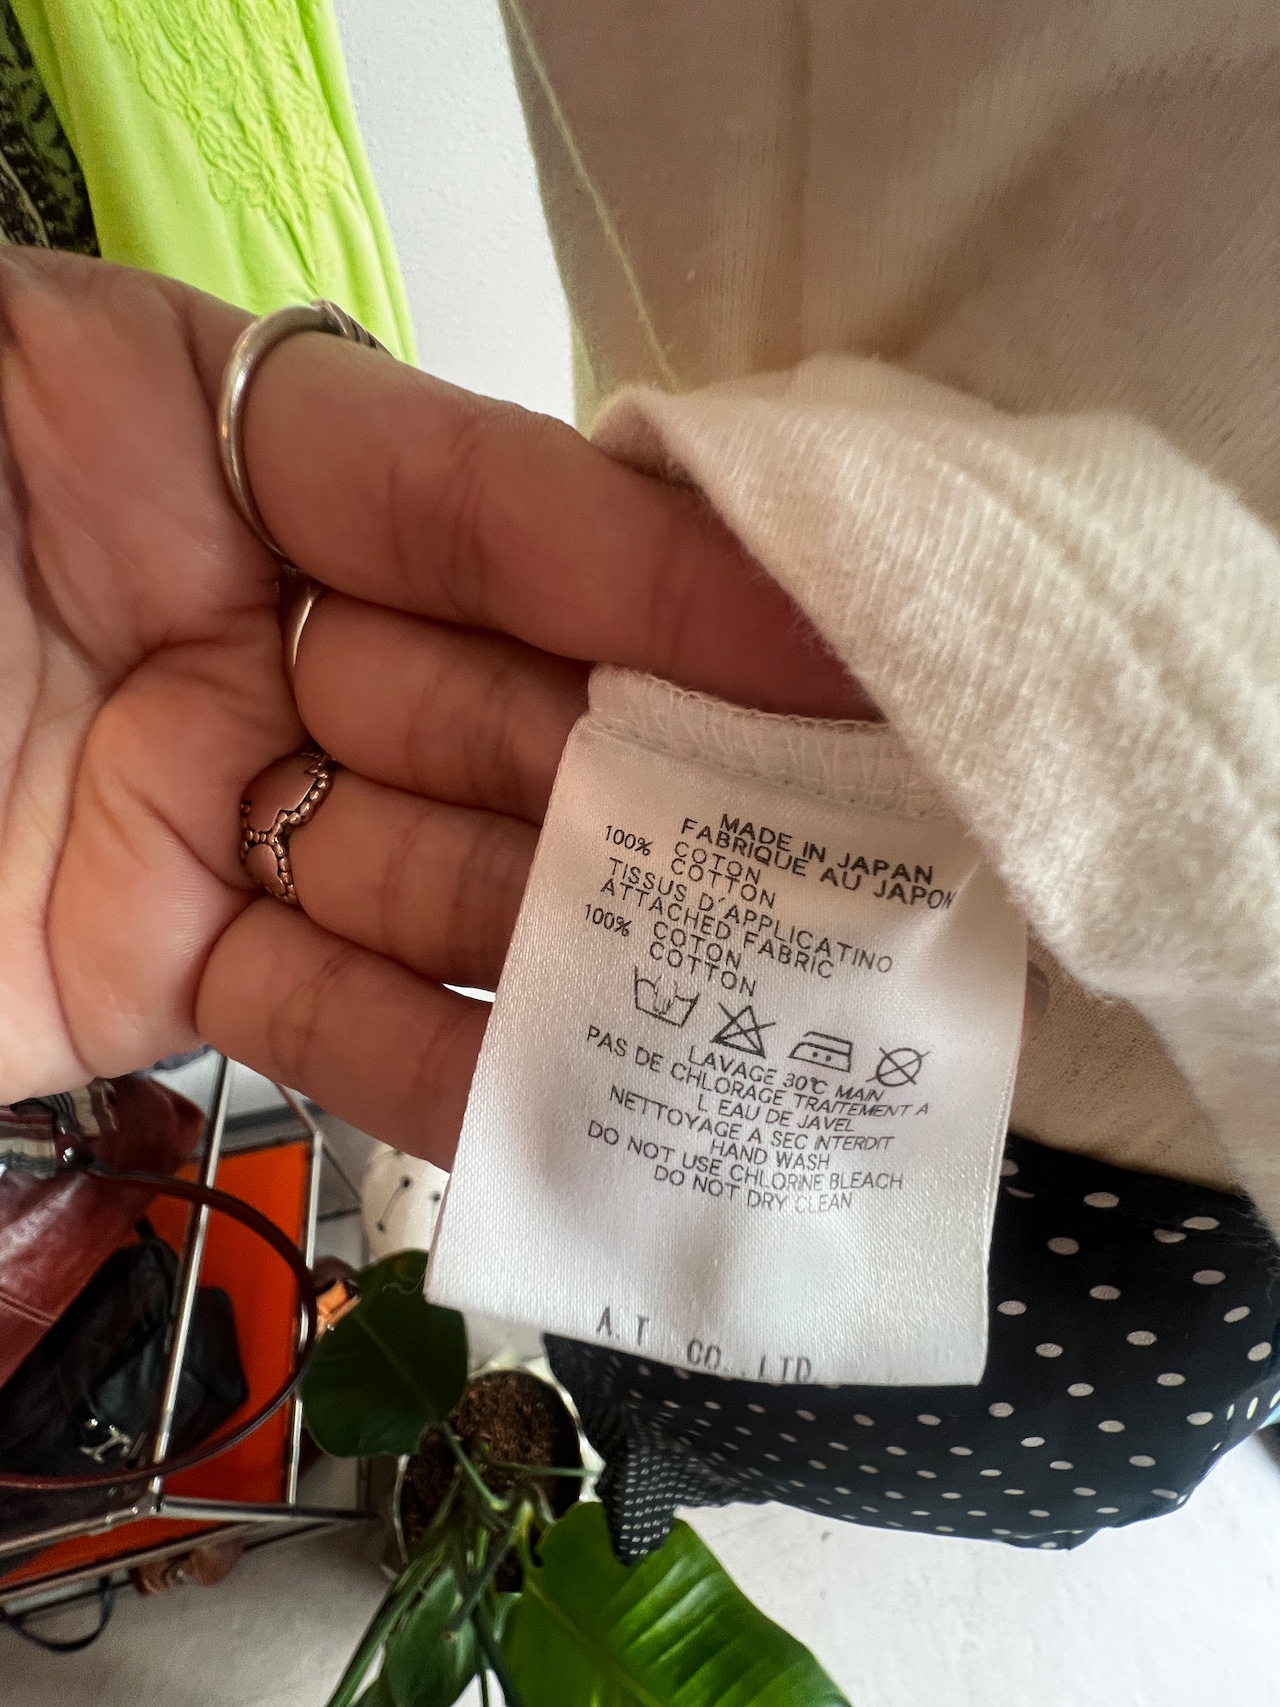 MADE IN JAPAN
FABRIQUE AU JAPON
100% COTON
COTTON
TISSUS D'APPLICATINO
ATTACHED FABRIC
100% COTON
COTTON
LAVAGE 30℃ MAIN
PAS DE CHLORAGE TRAITEMENT A
L EAU DE JAVEL
NETTOYAGE A SEC INTERDIT
HAND WASH
DO NOT USE CHLORINE BLEACH
DO NOT DRY CLEAN
A.T. CO., LTD.